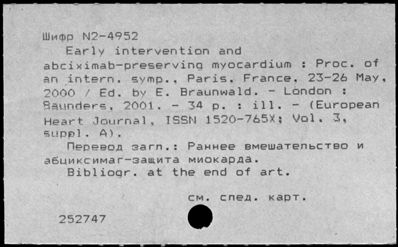 Шифр N2-4952
Early intervention and
abciximab-preserving myocardium : Proc. of
an intern. symp., Paris, France, 23-26 May,
2000 / Ed. by E. Braunwald. - London :
Saunders, 2001. - 34 p. : ill. - (European
Heart Journal, ISSN 1520-765X; Vol. 3,
suppl. A).
Перевод загл.: Раннее вмешательство и
абциксимаг-защита миокарда.
Bibliogr. at the end of art.
см. след. карт.
252747